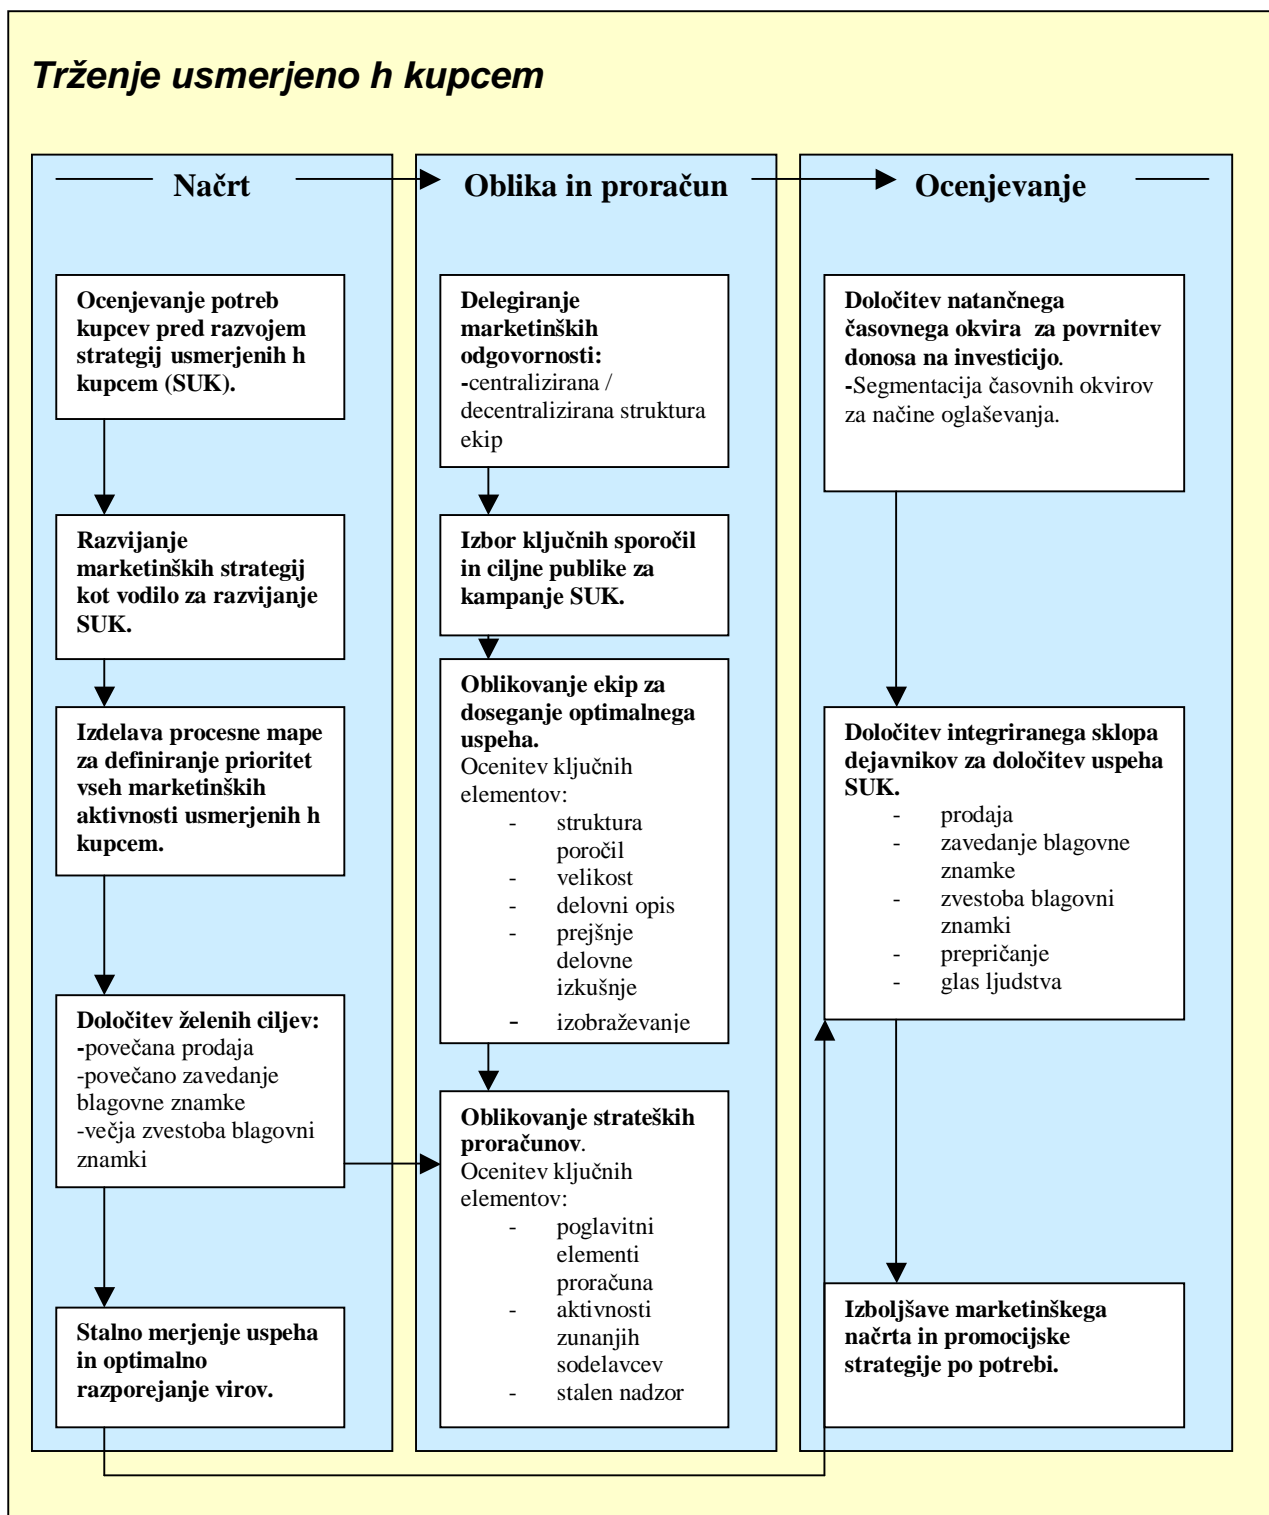 Trženje usmerjeno h kupcem
Načrt
Ocenjevanje potreb
kupcev pred razvojem
strategij usmerjenih h
kupcem (SUK).
Razvijanje
marketinških strategij
kot vodilo za razvijanje
SUK.
Izdelava procesne mape
za definiranje prioritet
vseh marketinških
aktivnosti usmerjenih h
kupcem.
Določitev želenih ciljev:
-povečana prodaja
-povečano zavedanje
blagovne znamke
-večja zvestoba blagovni
znamki
Stalno merjenje uspeha
in optimalno
razporejanje virov.
Oblika in proračun
Delegiranje
marketinških
odgovornosti:
-centralizirana /
decentralizirana struktura
ekip
Izbor ključnih sporočil
in ciljne publike za
kampanje SUK.
Oblikovanje ekip za
doseganje optimalnega
uspeha.
Ocenitev ključnih
elementov:
- struktura
poročil
- velikost
- delovni opis
- prejšnje
delovne
izkušnje
- izobraževanje
Oblikovanje strateških
proračunov.
Ocenitev ključnih
elementov:
- poglavitni
elementi
proračuna
- aktivnosti
zunanjih
sodelavcev
- stalen nadzor
Ocenjevanje
Določitev natančnega
časovnega okvira  za povrnitev
donosa na investicijo.
-Segmentacija časovnih okvirov
za načine oglaševanja.
Določitev integriranega sklopa
dejavnikov za določitev uspeha
SUK.
- prodaja
- zavedanje blagovne
znamke
- zvestoba blagovni
znamki
- prepričanje
- glas ljudstva
Izboljšave marketinškega
načrta in promocijske
strategije po potrebi.